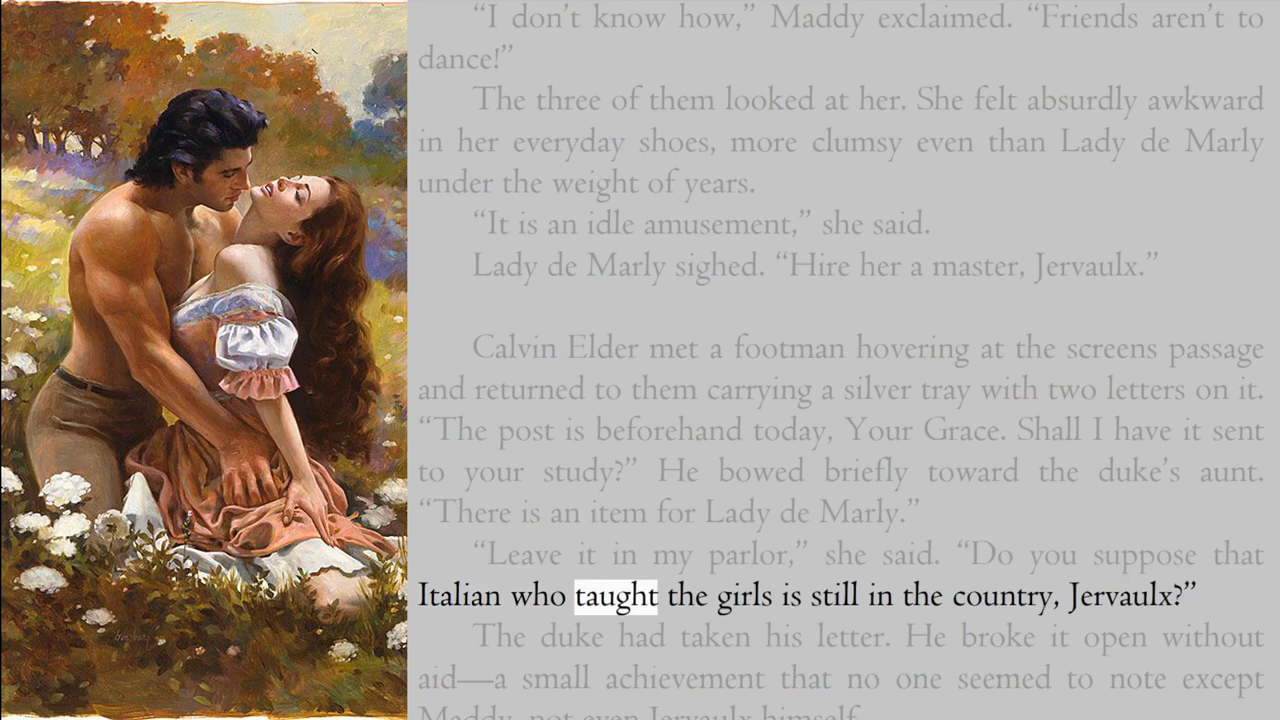 “I don’t know how,” Maddy exclaimed. “Friends aren’t to
dance!”
The three of them looked at her. She felt absurdly awkward
in her everyday shoes, more clumsy even than Lady de Marly
under the weight of years.
“It is an idle amusement,” she said.
Lady de Marly sighed. “Hire her a master, Jervaulx.”
Calvin Elder met a footman hovering at the screens passage
and returned to them carrying a silver tray with two letters on it.
“The post is beforehand today, Your Grace. Shall I have it sent
to your study?” He bowed briefly toward the duke’s aunt.
“There is an item for Lady de Marly.”
“Leave it in my parlor,” she said. “Do you suppose that
Italian who taught the girls is still in the country, Jervaulx?”
The duke had taken his letter. He broke it open without
aid—a small achievement that no one seemed to note except
Maddy, not even Jervaulx himself.